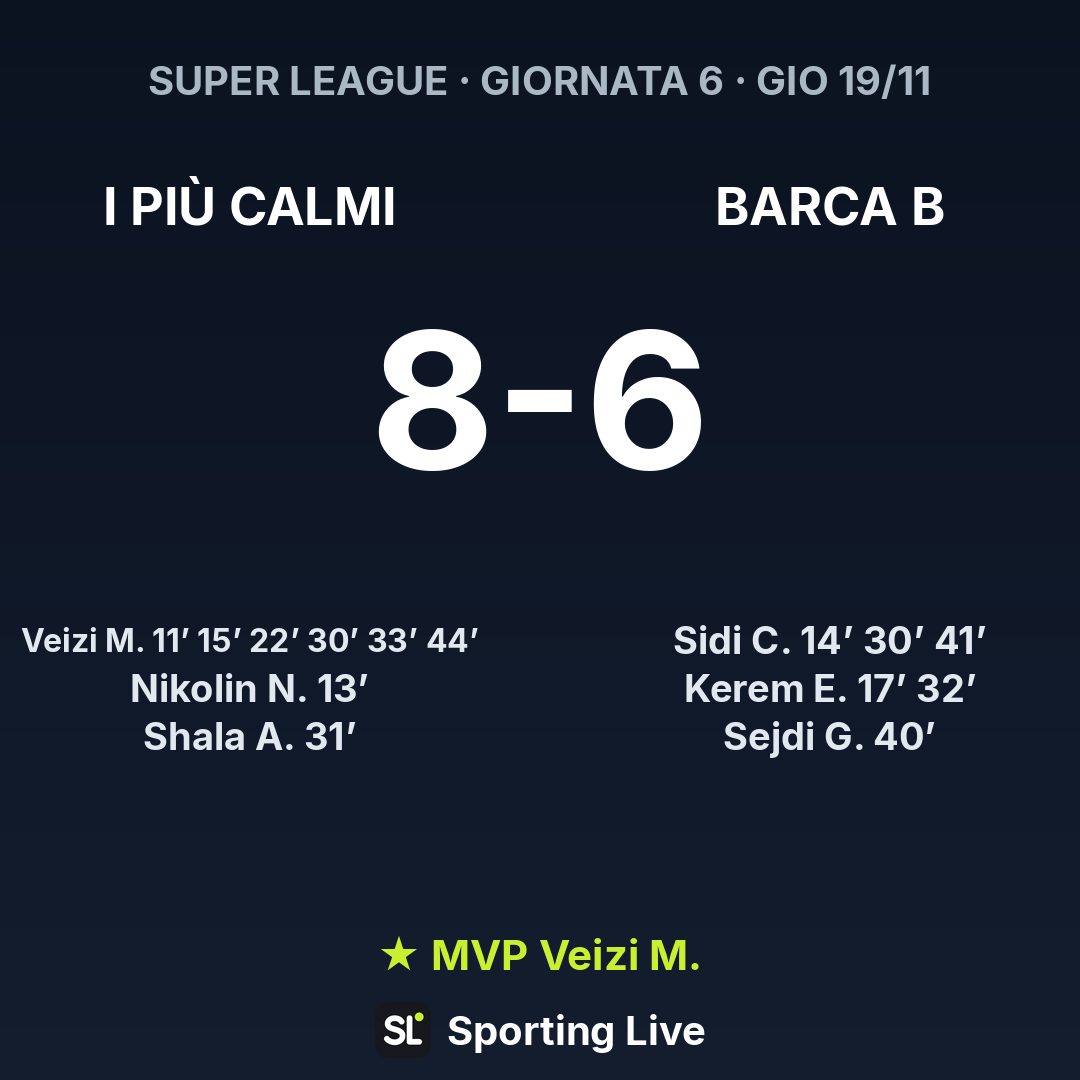 SUPER LEAGUE · GIORNATA 6 · GIO 19/11
I PIÙ CALMI
BARCA B
8-6
Veizi M. 11’ 15’ 22’ 30’ 33’ 44’
Nikolin N. 13’
Shala A. 31’
Sidi C. 14’ 30’ 41’
Kerem E. 17’ 32’
Sejdi G. 40’
★ MVP Veizi M.
SL Sporting Live